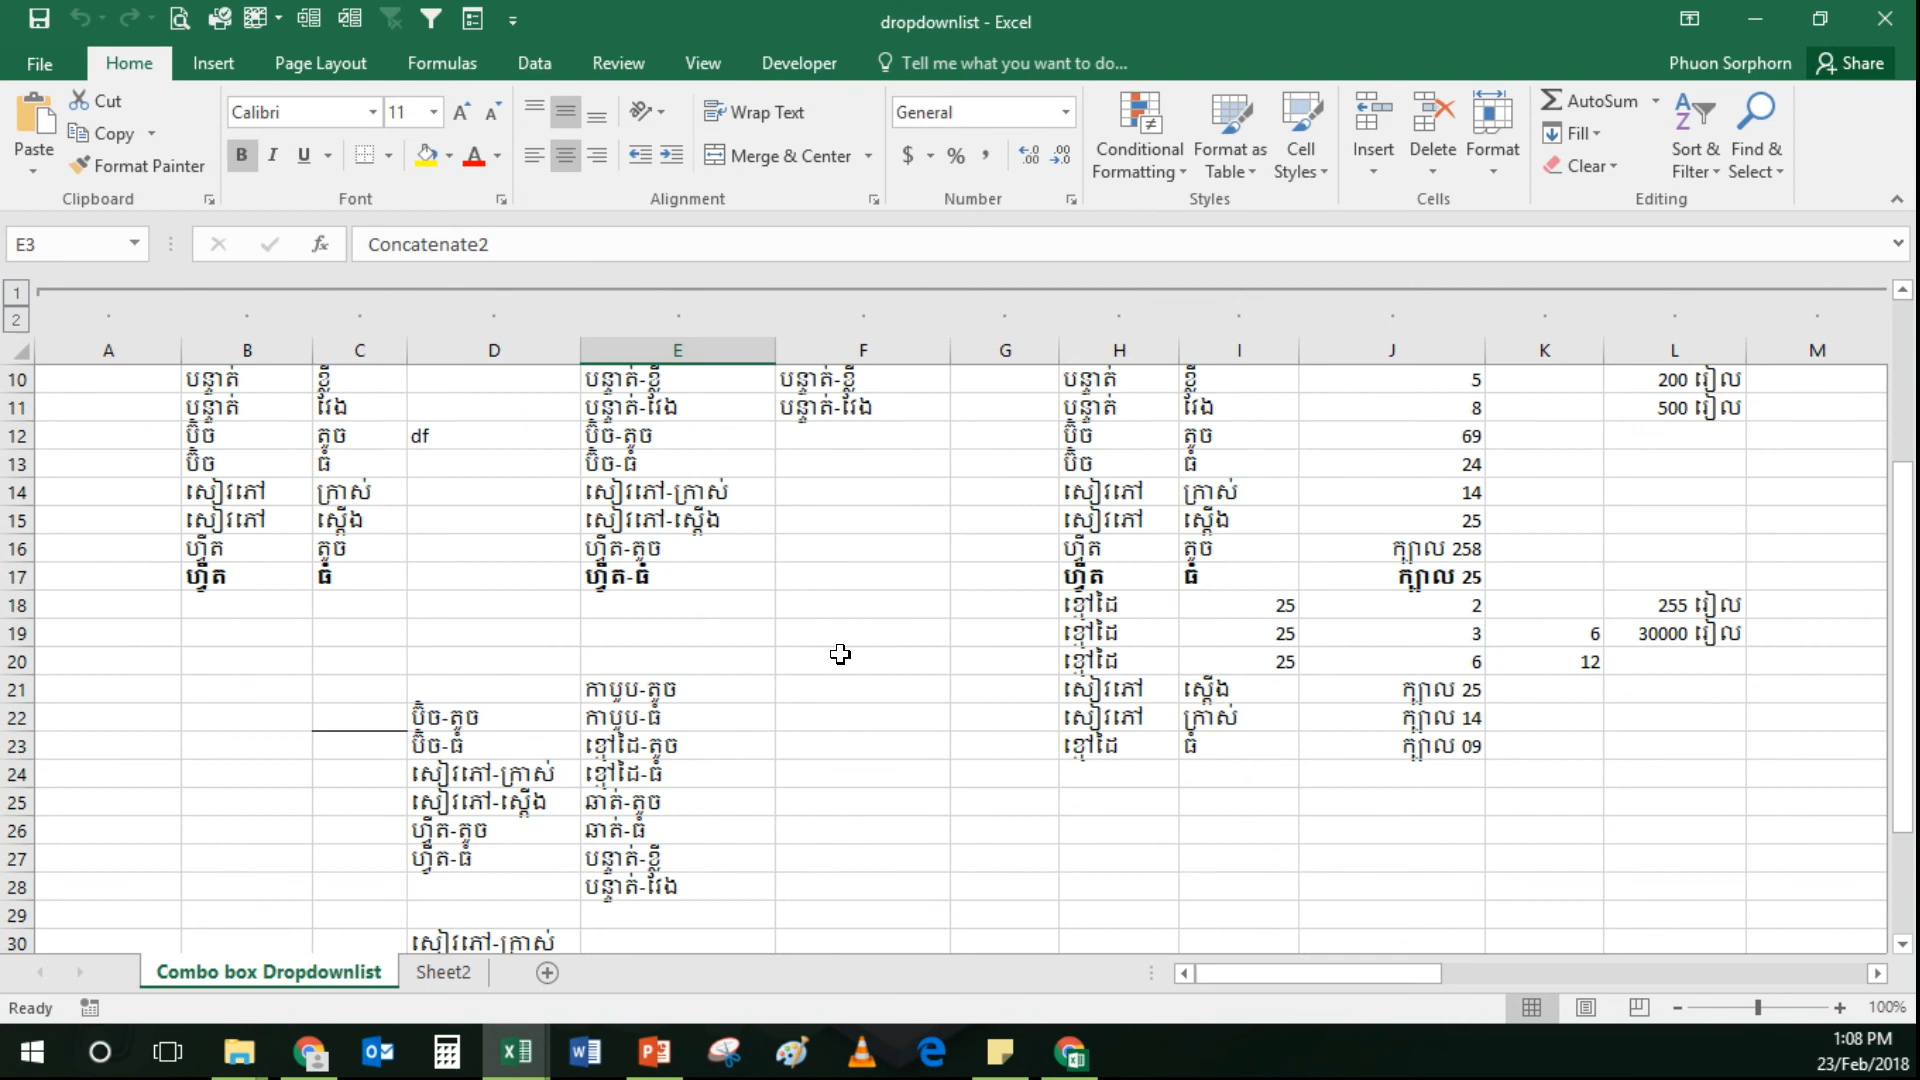 dropdownlist - Excel
File Home Insert Page Layout Formulas Data Review View Developer Tell me what you want to do... Phuon Sorphorn Share
Cut
Copy
Format Painter
Paste
Clipboard
Calibri 11
B I U
Font
Wrap Text
Merge & Center
Alignment
General
$ % ,
Number
Conditional Formatting
Format as Table
Cell Styles
Styles
Insert Delete Format
Cells
AutoSum
Fill
Clear
Sort & Filter
Find & Select
Editing
E3 fx Concatenate2
1
2
A B C D E F G H I J K L M
10 បន្ទាត់ ខ្លី បន្ទាត់-ខ្លី បន្ទាត់-ខ្លី បន្ទាត់ ខ្លី 5 200 រៀល
11 បន្ទាត់ វែង បន្ទាត់-វែង បន្ទាត់-វែង បន្ទាត់ វែង 8 500 រៀល
12 ប៊ិច តូច df ប៊ិច-តូច ប៊ិច តូច 69
13 ប៊ិច ធំ ប៊ិច-ធំ ប៊ិច ធំ 24
14 សៀវភៅ ក្រាស់ សៀវភៅ-ក្រាស់ សៀវភៅ ក្រាស់ 14
15 សៀវភៅ ស្តើង សៀវភៅ-ស្តើង សៀវភៅ ស្តើង 25
16 ហ្វឺត តូច ហ្វឺត-តូច ហ្វឺត តូច ក្បាល 258
17 ហ្វឺត ធំ ហ្វឺត-ធំ ហ្វឺត ធំ ក្បាល 25
18 ខ្មៅដៃ 25 2 255 រៀល
19 ខ្មៅដៃ 25 3 6 30000 រៀល
20 ខ្មៅដៃ 25 6 12
21 កាបូប-តូច សៀវភៅ ស្តើង ក្បាល 25
22 ប៊ិច-តូច កាបូប-ធំ សៀវភៅ ក្រាស់ ក្បាល 14
23 ប៊ិច-ធំ ខ្មៅដៃ-តូច ខ្មៅដៃ ធំ ក្បាល 09
24 សៀវភៅ-ក្រាស់ ខ្មៅដៃ-ធំ
25 សៀវភៅ-ស្តើង ឆាត់-តូច
26 ហ្វឺត-តូច ឆាត់-ធំ
27 ហ្វឺត-ធំ បន្ទាត់-ខ្លី
28 បន្ទាត់-វែង
29
30 សៀវភៅ-ក្រាស់
Combo box Dropdownlist Sheet2
Ready 100%
1:08 PM
23/Feb/2018